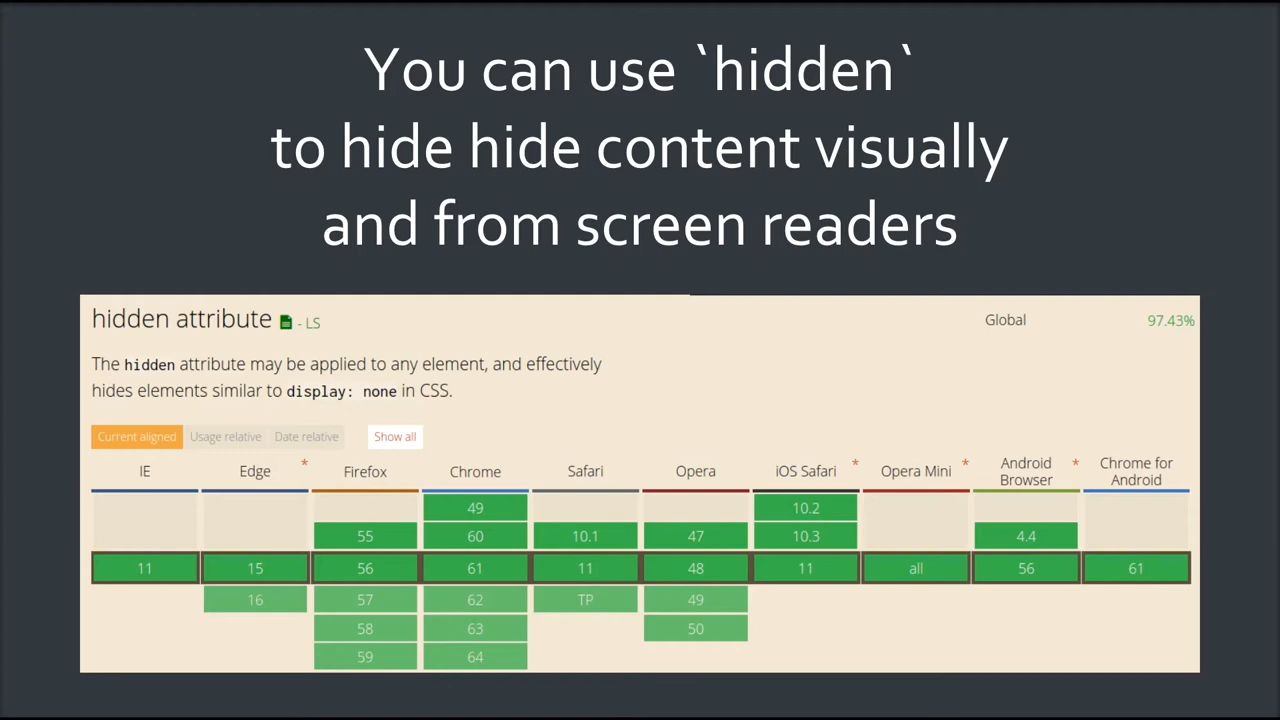 You can use `hidden`
to hide hide content visually
and from screen readers
hidden attribute - LS
Global 97.43%
The hidden attribute may be applied to any element, and effectively
hides elements similar to display: none in CSS.
Current aligned Usage relative Date relative Show all
IE Edge * Firefox Chrome Safari Opera iOS Safari * Opera Mini * Android Browser * Chrome for Android
49 10.2
55 60 10.1 47 10.3 4.4
11 15 56 61 11 48 11 all 56 61
16 57 62 TP 49
58 63 50
59 64